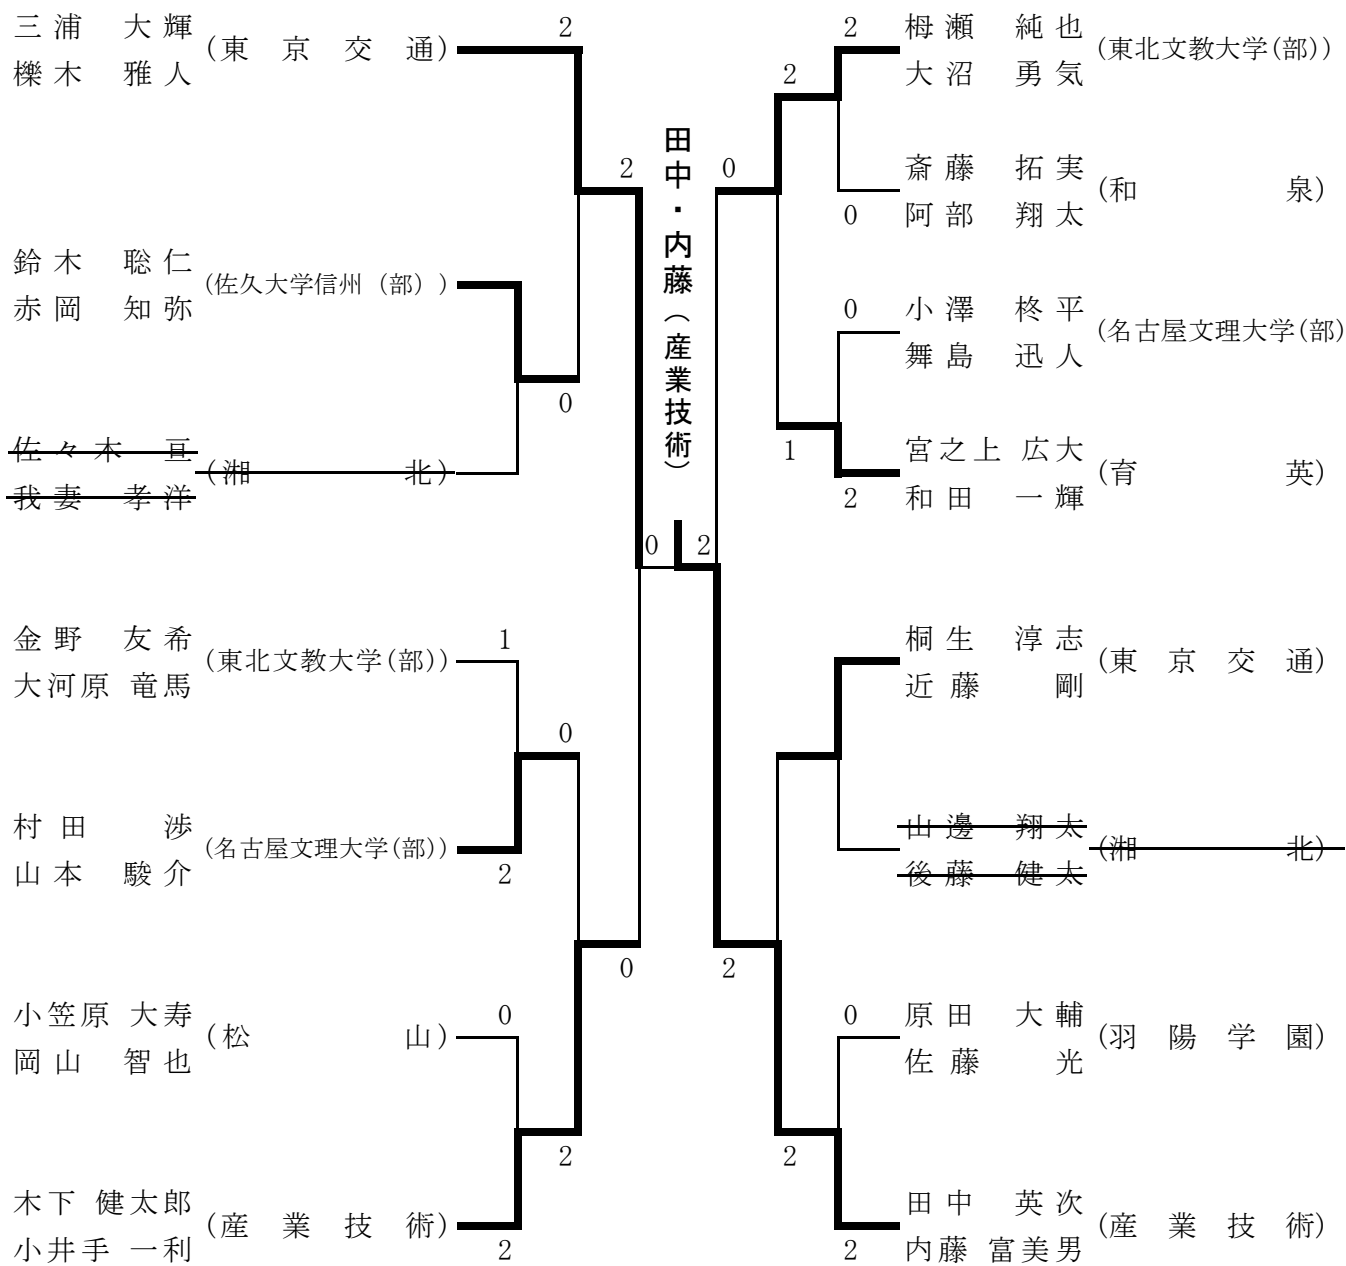 三浦 大輝
櫟木 雅人
(東京交通)
2
鈴木 聡仁
赤岡 知弥
(佐久大学信州(部))
0
2
佐々木 亘
我妻 孝洋
(湘北)
金野 友希
大河原 竜馬
(東北文教大学(部))
1
0
村田 渉
山本 駿介
(名古屋文理大学(部))
2
0
小笠原 大寿
岡山 智也
(松山)
0
2
木下 健太郎
小井手 一利
(産業技術)
2
田中・内藤(産業技術)
0 2
2
栂瀬 純也
大沼 勇気
(東北文教大学(部))
2
0
斎藤 拓実
阿部 翔太
(和泉)
0
0
小澤 柊平
舞島 迅人
(名古屋文理大学(部)
1
宮之上 広大
和田 一輝
(育英)
2
桐生 淳志
近藤 剛
(東京交通)
山邊 翔太
後藤 健太
(湘北)
2
0
原田 大輔
佐藤 光
(羽陽学園)
2
田中 英次
内藤 富美男
(産業技術)
2